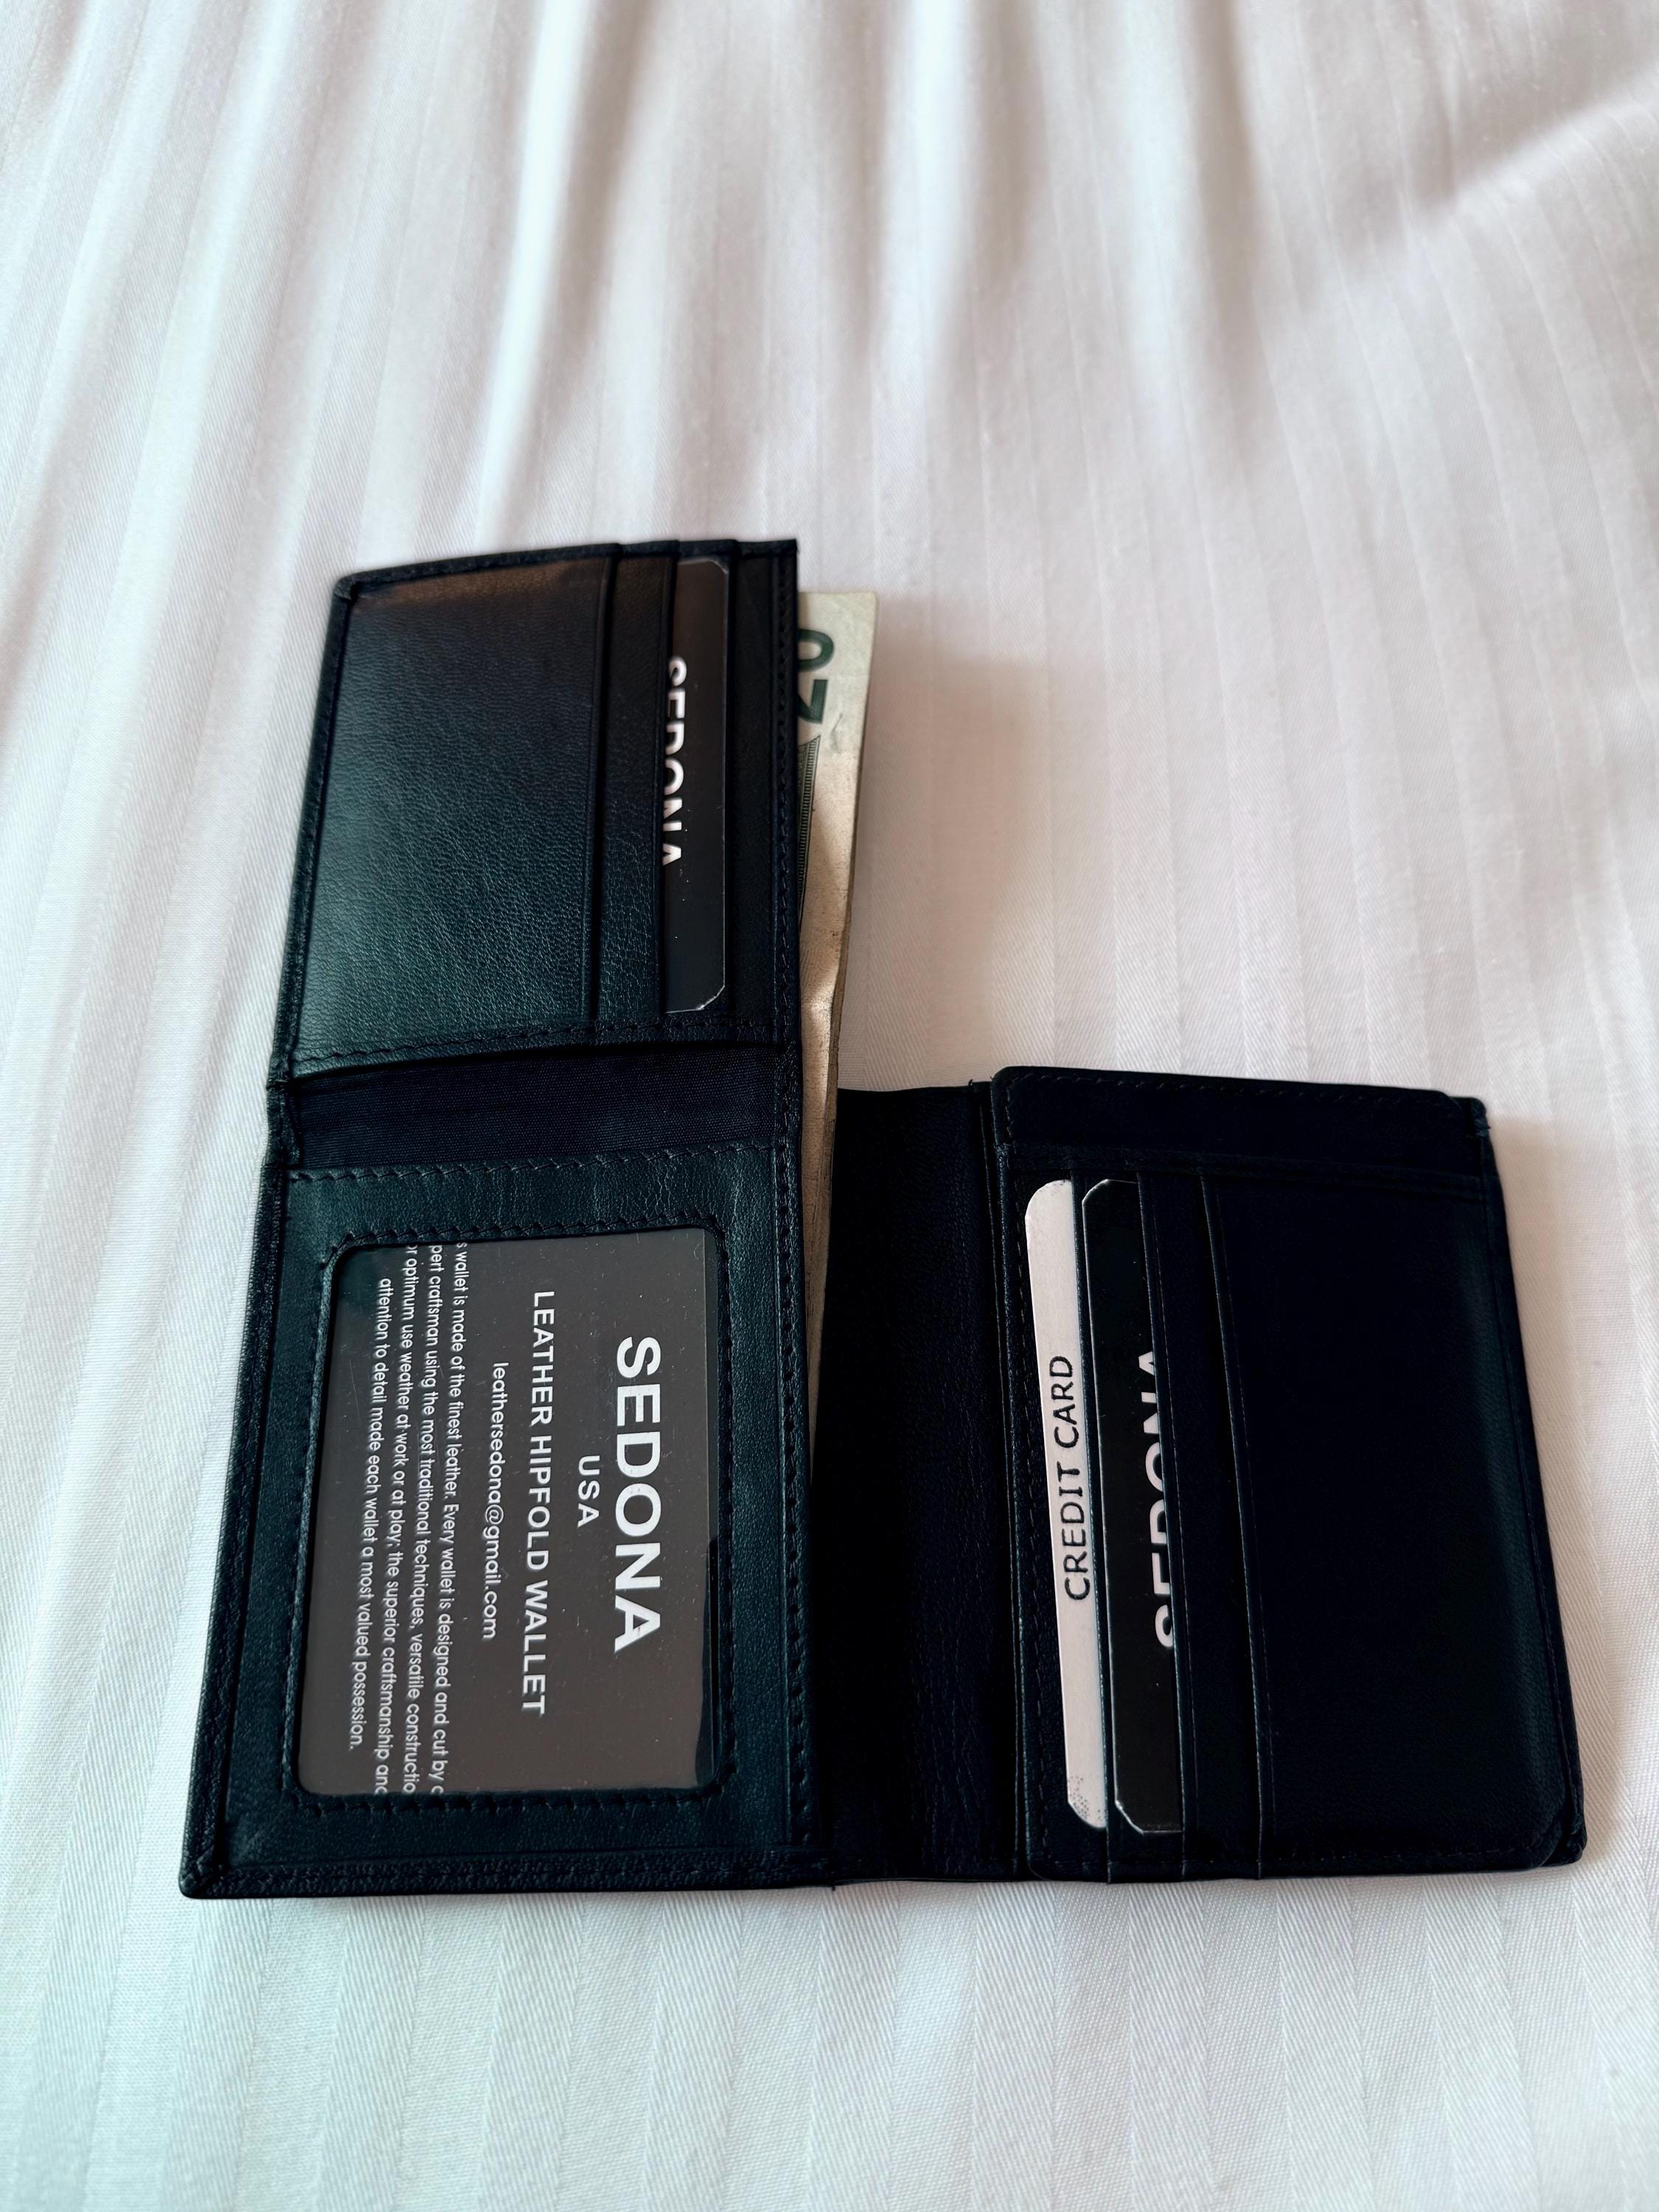 20
SEDONA
SEDONA
USA
LEATHER HIPFOLD WALLET
leathersedona@gmail.com
s wallet is made of the finest leather. Every wallet is designed and cut by
pert craftsman using the most traditional techniques, versatile constructio
or optimum use weather at work or at play; the superior craftsmanship and
attention to detail made each wallet a most valued possession.
CREDIT CARD
SEDONA